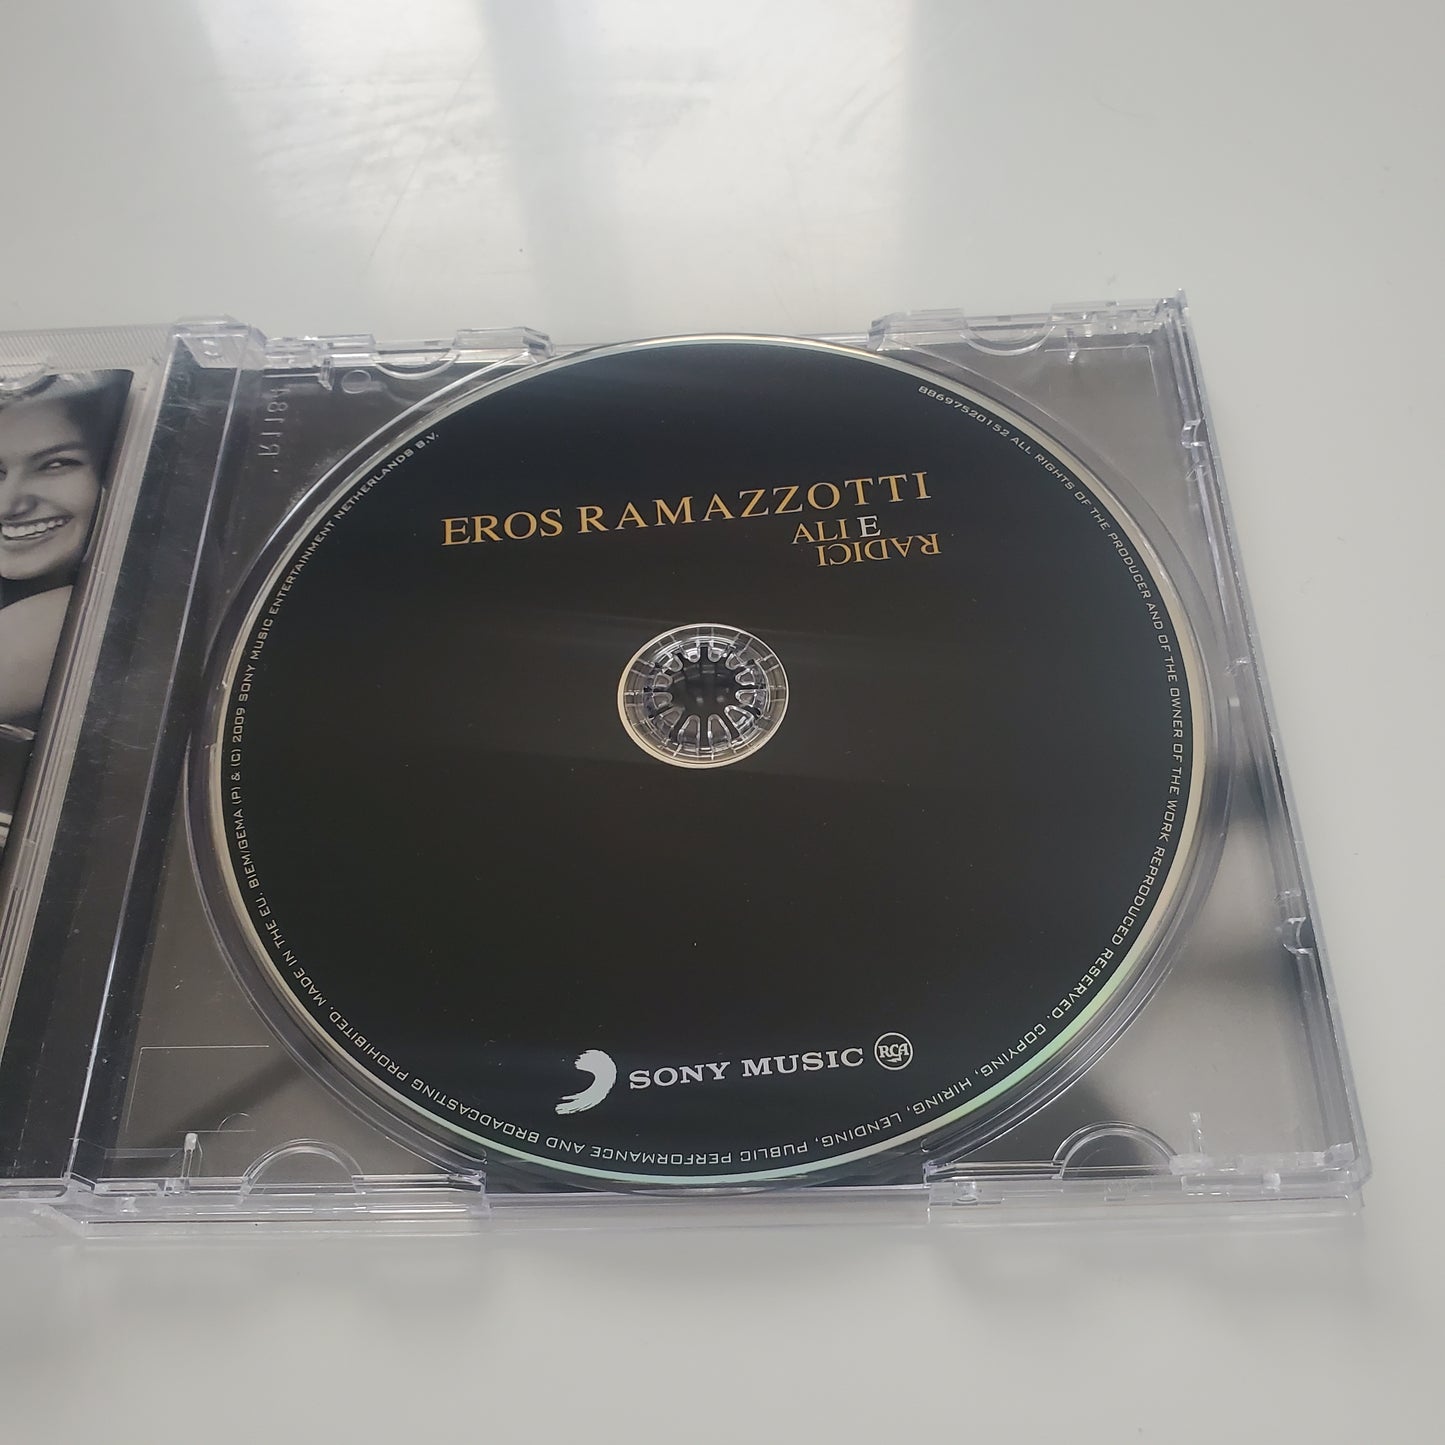 EROS RAMAZZOTTI
ALI E
RADICI
88697520152 ALL RIGHTS OF THE PRODUCER AND OF THE OWNER OF THE WORK REPRODUCED RESERVED. COPYING, HIRING, LENDING, PUBLIC PERFORMANCE AND BROADCASTING PROHIBITED. MADE IN THE EU. BIEM/GEMA (P) & (C) 2009 SONY MUSIC ENTERTAINMENT NETHERLANDS B.V.
SONY MUSIC RCA